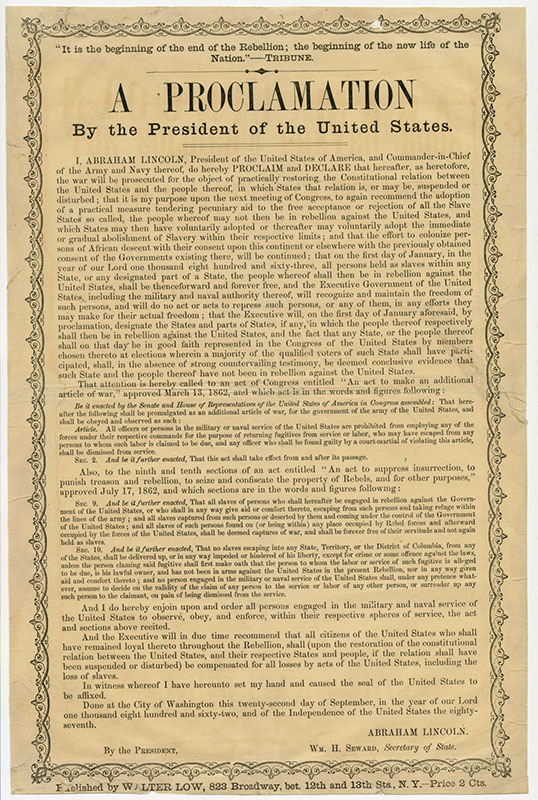 "It is the beginning of the end of the Rebellion; the beginning of the new life of the
Nation."—TRIBUNE.
A PROCLAMATION
By the President of the United States.
I, ABRAHAM LINCOLN, President of the United States of America, and Commander-in-Chief
of the Army and Navy thereof, do hereby PROCLAIM and DECLARE that hereafter, as heretofore,
the war will be prosecuted for the object of practically restoring the Constitutional relation between
the United States and the people thereof, in which States that relation is, or may be, suspended or
disturbed; that it is my purpose upon the next meeting of Congress, to again recommend the adoption
of a practical measure tendering pecuniary aid to the free acceptance or rejection of all the Slave
States so called, the people whereof may not then be in rebellion against the United States, and
which States may then have voluntarily adopted or thereafter may voluntarily adopt the immediate
or gradual abolishment of Slavery within their respective limits; and that the effort to colonize per-
sons of African descent with their consent upon this continent or elsewhere with the previously obtained
consent of the Governments existing there, will be continued; that on the first day of January, in the
year of our Lord one thousand eight hundred and sixty-three, all persons held as slaves within any
State, or any designated part of a State, the people whereof shall then be in rebellion against the
United States, shall be thenceforward and forever free, and the Executive Government of the United
States, including the military and naval authority thereof, will recognize and maintain the freedom of
such persons, and will do no act or acts to repress such persons, or any of them, in any efforts they
may make for their actual freedom; that the Executive will, on the first day of January aforesaid, by
proclamation, designate the States and parts of States, if any, in which the people thereof respectively
shall then be in rebellion against the United States, and the fact that any State, or the people thereof
shall on that day be in good faith represented in the Congress of the United States by members
chosen thereto at elections wherein a majority of the qualified voters of such State shall have parti-
cipated, shall, in the absence of strong countervailing testimony, be deemed conclusive evidence that
such State and the people thereof have not been in rebellion against the United States.
That attention is hereby called to an act of Congress entitled "An act to make an additional
article of war," approved March 13, 1862, and which act is in the words and figures following:
Be it enacted by the Senate and House of Representatives of the United States of America in Congress assembled: That here-
after the following shall be promulgated as an additional article of war, for the government of the army of the United States, and
shall be obeyed and observed as such:
Article. All officers or persons in the military or naval service of the United States are prohibited from employing any of the
forces under their respective commands for the purpose of returning fugitives from service or labor, who may have escaped from any
persons to whom such labor is claimed to be due, and any officer who shall be found guilty by a court-martial of violating this article,
shall be dismissed from service.
SEC. 2. And be it further enacted, That this act shall take effect from and after its passage.
Also, to the ninth and tenth sections of an act entitled "An act to suppress insurrection, to
punish treason and rebellion, to seize and confiscate the property of Rebels, and for other purposes,"
approved July 17, 1862, and which sections are in the words and figures following:
SEC. 9. And be it further enacted, That all slaves of persons who shall hereafter be engaged in rebellion against the Govern-
ment of the United States, or who shall in any way give aid or comfort thereto, escaping from such persons and taking refuge within
the lines of the army; and all slaves captured from such persons or deserted by them and coming under the control of the Government
of the United States; and all slaves of such persons found on (or being within) any place occupied by Rebel forces and afterward
occupied by the forces of the United States, shall be deemed captures of war, and shall be forever free of their servitude and not again
held as slaves.
SEC. 10. And be it further enacted, That no slaves escaping into any State, Territory, or the District of Columbia, from any
of the States, shall be delivered up, or in any way impeded or hindered of his liberty, except for crime or some offence against the laws,
unless the person claiming said fugitive shall first make oath that the person to whom the labor or service of such fugitive is alleged
to be due, is his lawful owner, and has not been in arms against the United States in the present Rebellion, nor in any way given
aid and comfort thereto; and no person engaged in the military or naval service of the United States shall, under any pretence what-
ever, assume to decide on the validity of the claim of any person to the service or labor of any other person, or surrender up any
such person to the claimant, on pain of being dismissed from the service.
And I do hereby enjoin upon and order all persons engaged in the military and naval service of
the United States to observe, obey, and enforce, within their respective spheres of service, the act
and sections above recited.
And the Executive will in due time recommend that all citizens of the United States who shall
have remained loyal thereto throughout the Rebellion, shall (upon the restoration of the constitutional
relation between the United States, and their respective States and people, if the relation shall have
been suspended or disturbed) be compensated for all losses by acts of the United States, including the
loss of slaves.
In witness whereof I have hereunto set my hand and caused the seal of the United States to
be affixed.
Done at the City of Washington this twenty-second day of September, in the year of our Lord
one thousand eight hundred and sixty-two, and of the Independence of the United States the eighty-
seventh.
ABRAHAM LINCOLN.
By the PRESIDENT,
WM. H. SEWARD, Secretary of State.
Published by WALTER LOW, 823 Broadway, bet. 12th and 13th Sts., N. Y.—Price 2 Cts.